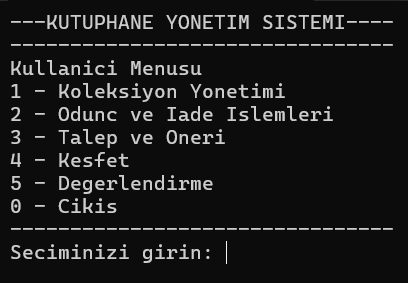 ---KUTUPHANE YONETIM SISTEMI----
--------------------------------
Kullanici Menusu
1 - Koleksiyon Yonetimi
2 - Odunc ve Iade Islemleri
3 - Talep ve Oneri
4 - Kesfet
5 - Degerlendirme
0 - Cikis
--------------------------------
Seciminizi girin: